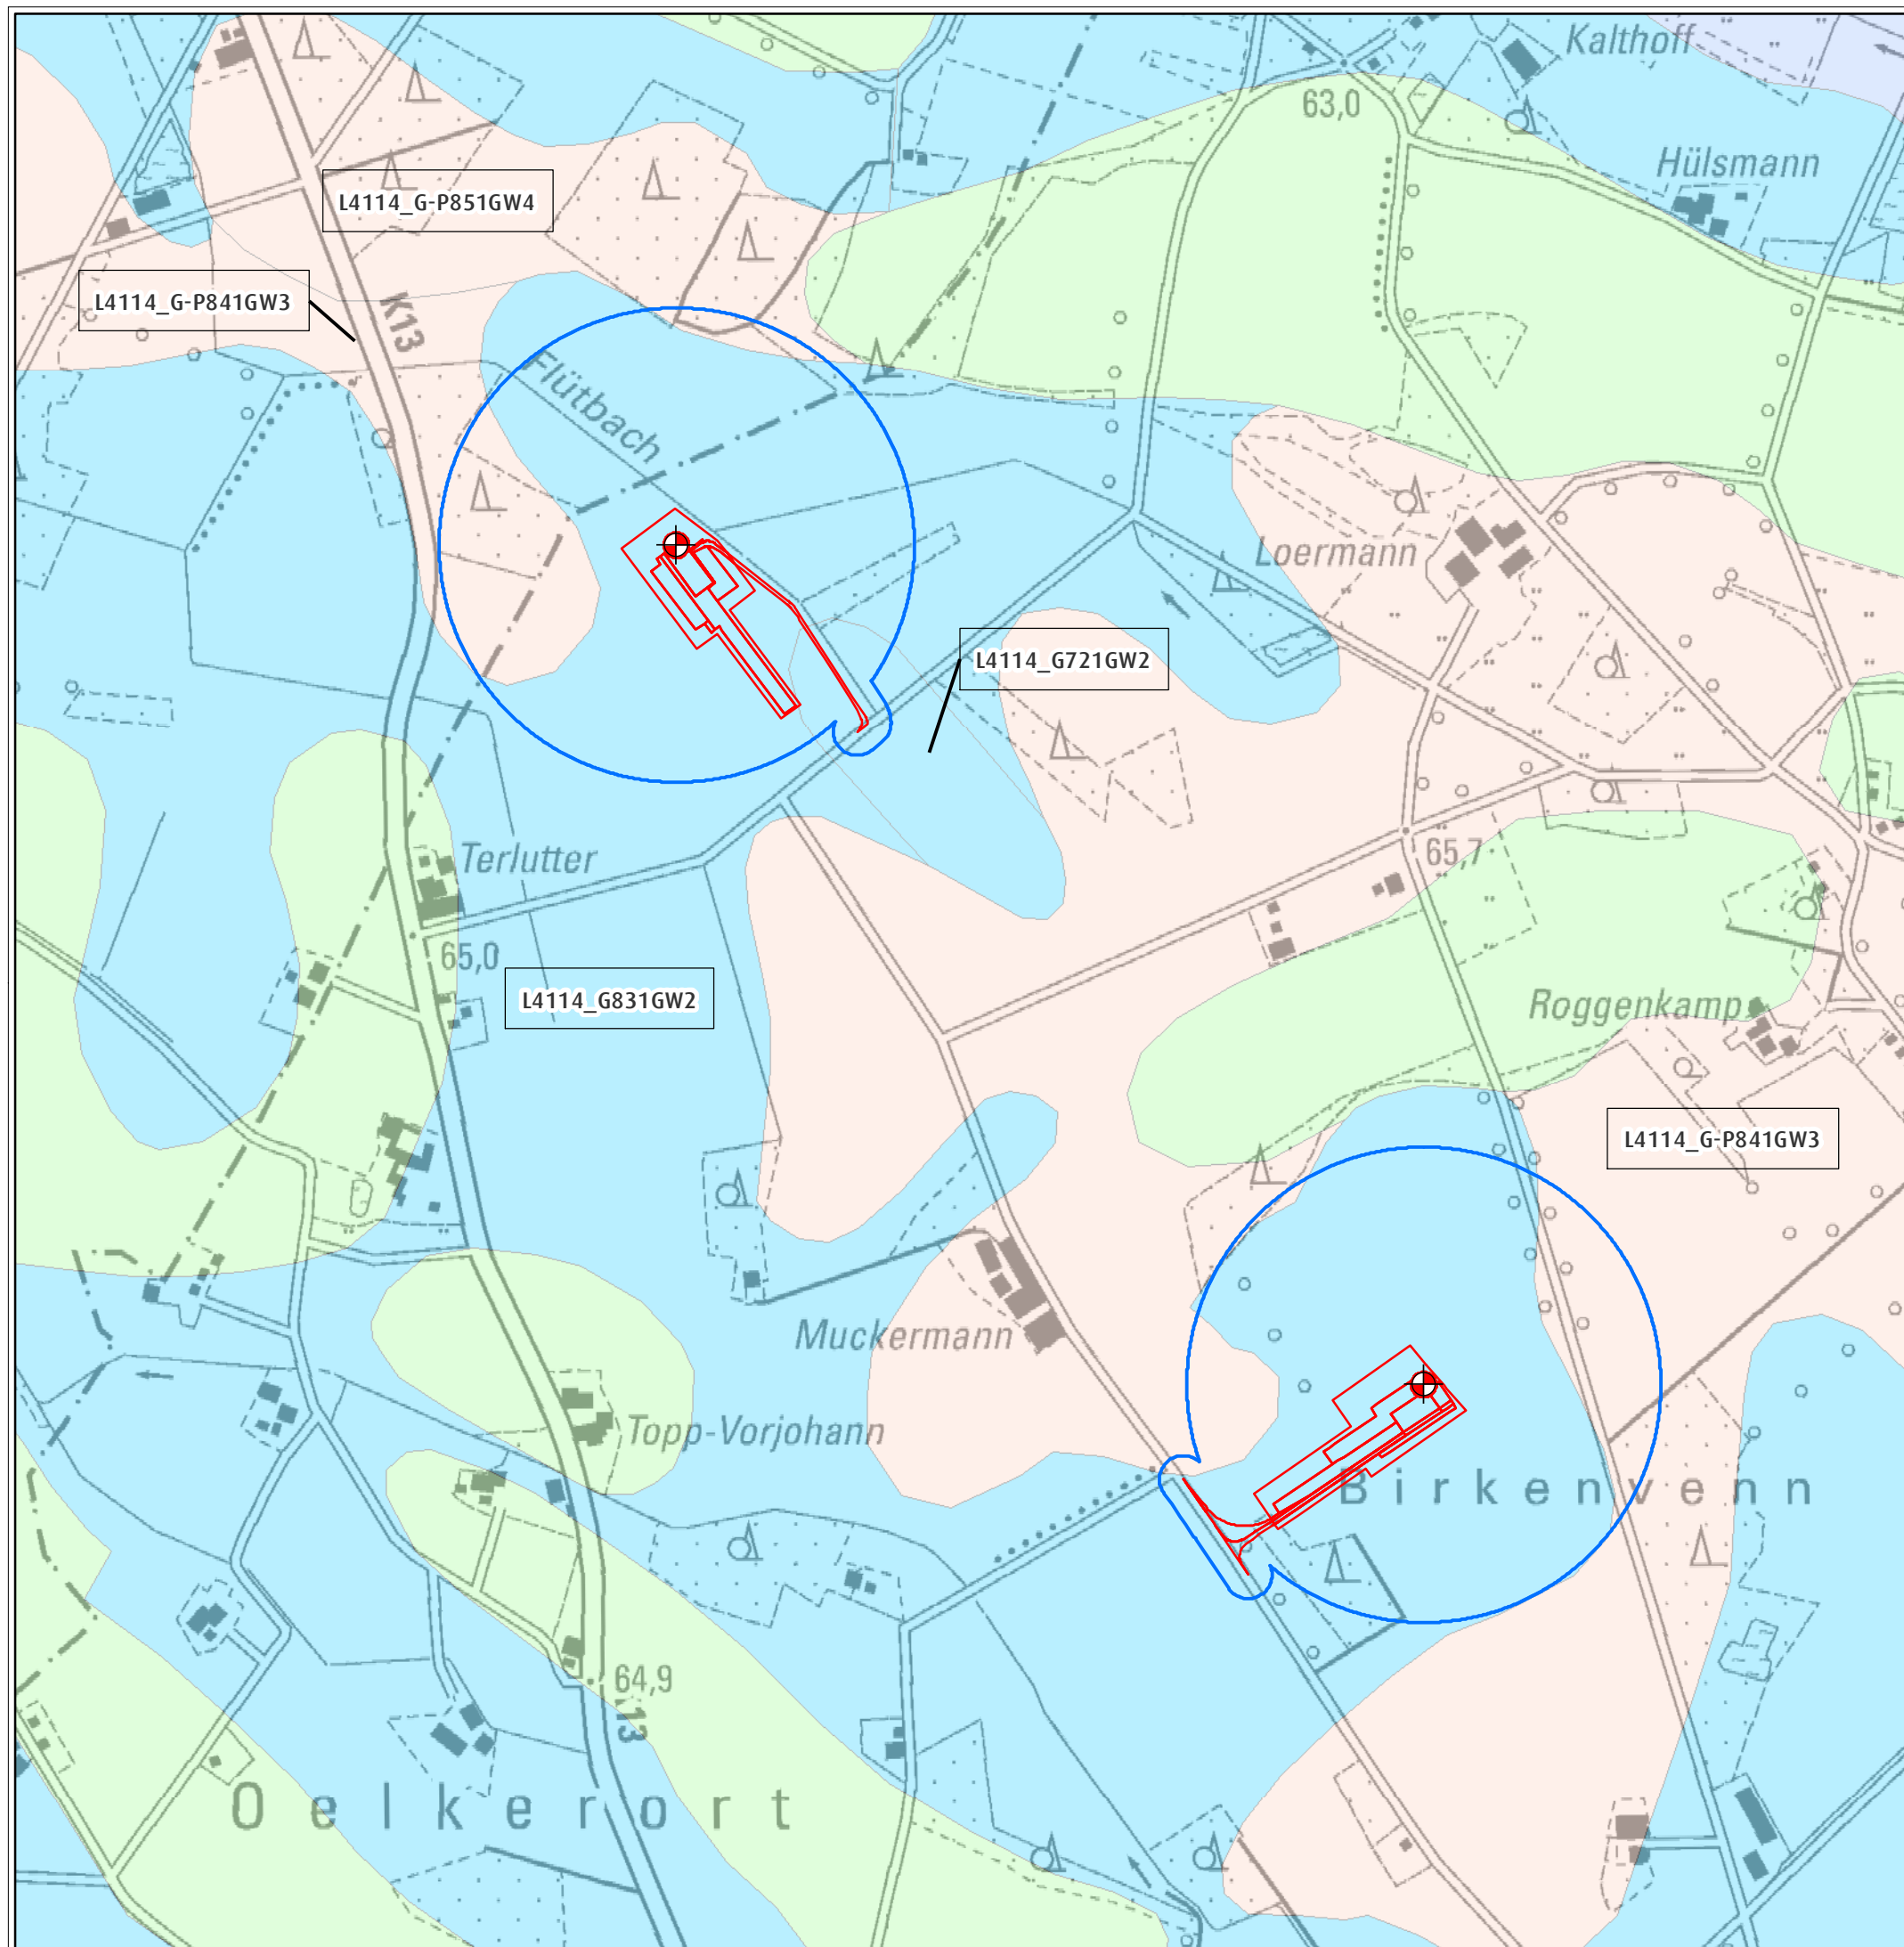 Kalthoff
63,0
Hülsmann
L4114_G-P851GW4
L4114_G-P841GW3
K13
Flütbach
Loermann
L4114_G721GW2
65,7
Terlutter
65,0
L4114_G831GW2
Roggenkamp
L4114_G-P841GW3
Muckermann
Topp-Vorjohann
Birkenvenn
64,9
13
Oelkerort